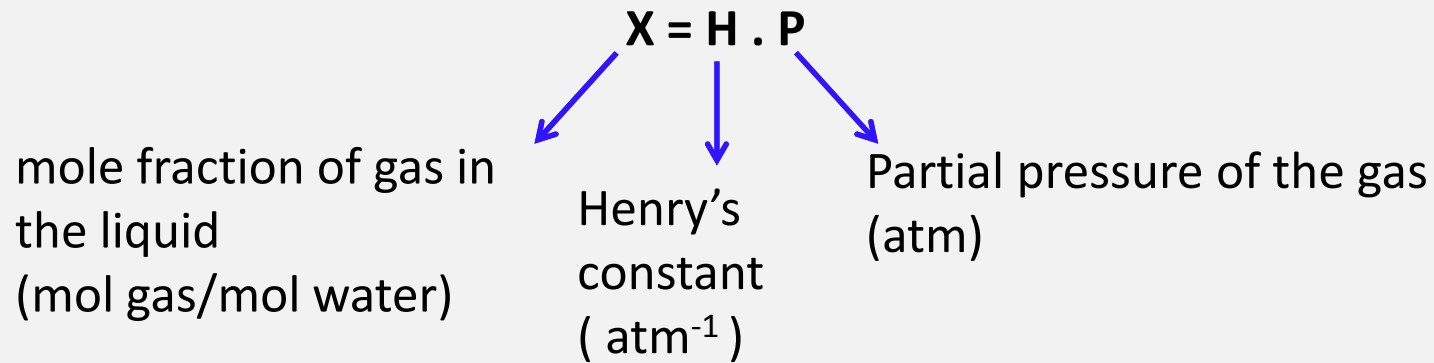 X = H . P
mole fraction of gas in
the liquid
(mol gas/mol water)
Henry’s
constant
( atm⁻¹ )
Partial pressure of the gas
(atm)